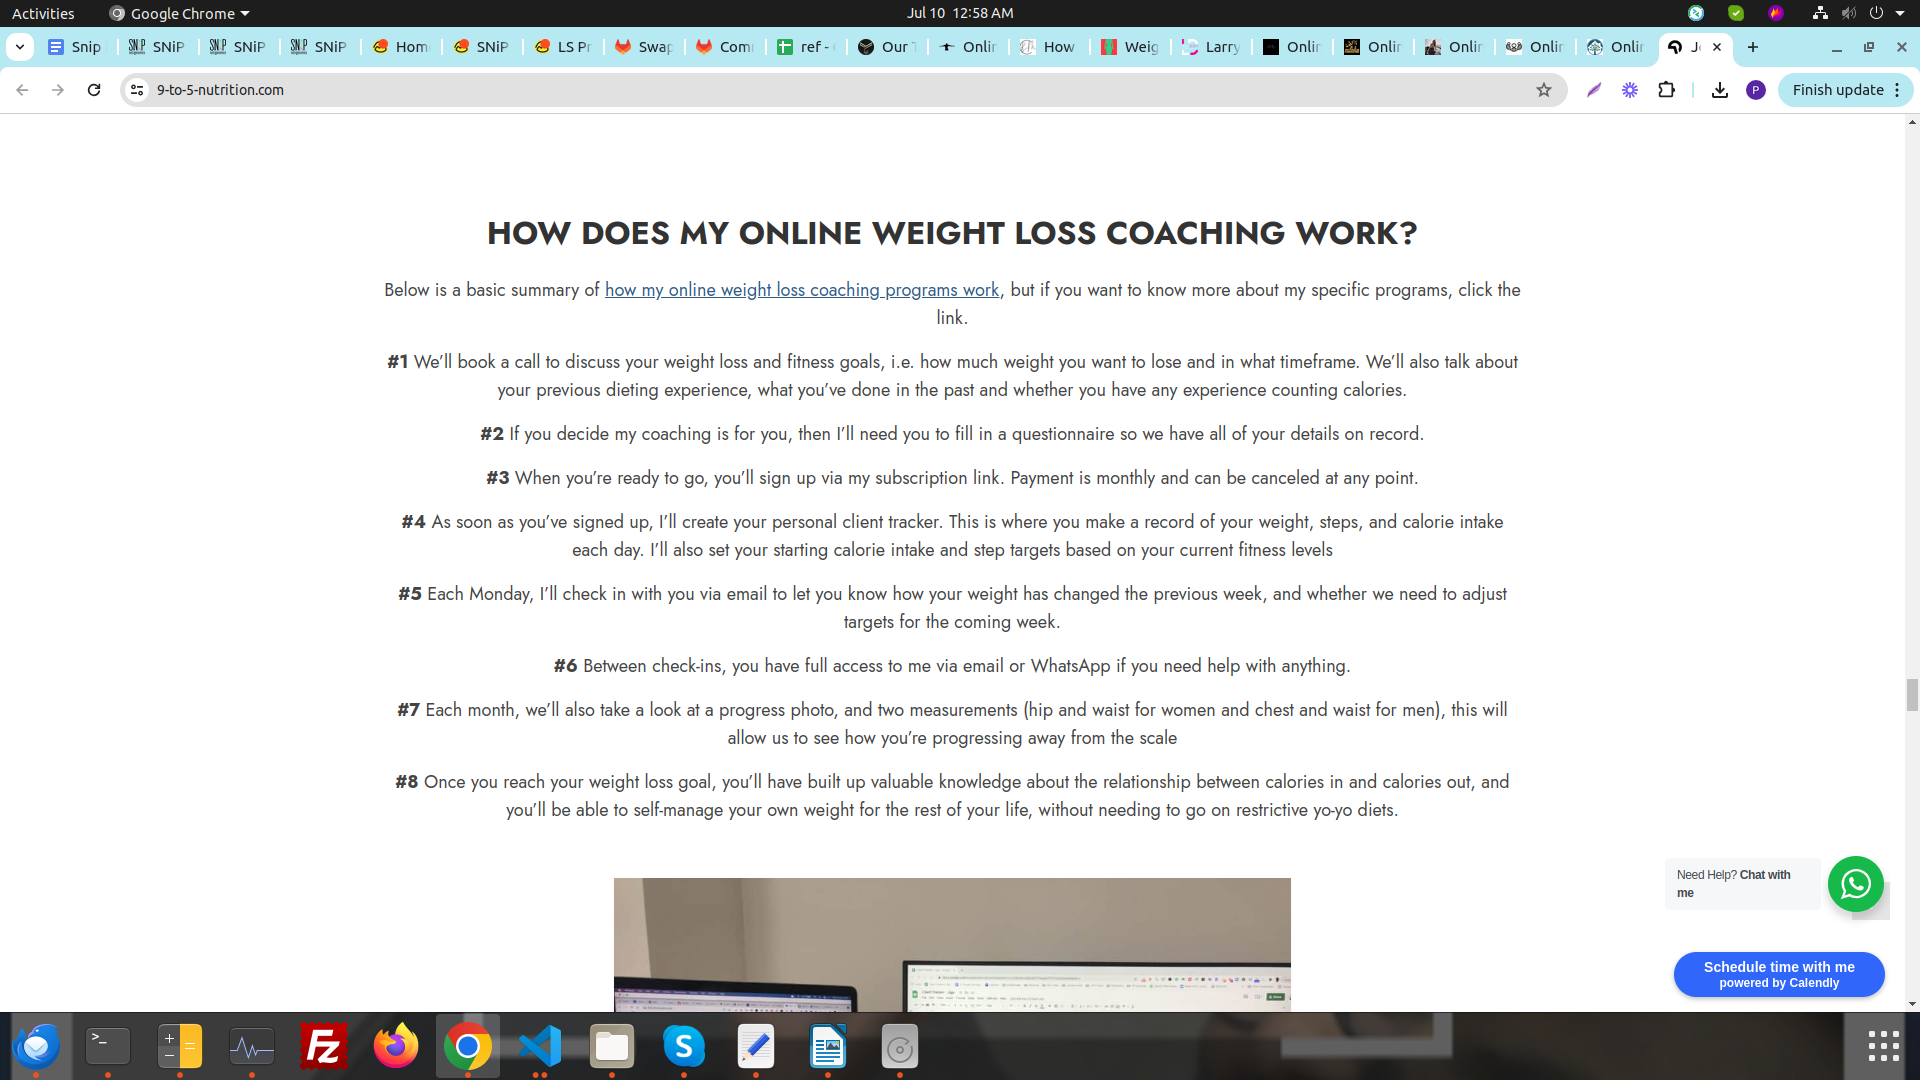 Activities
Google Chrome
Jul 10 12:58 AM
Snip
SNiP
SNiP
SNiP
Hom
SNiP
LS Pr
Swap
Com
ref -
Our
Onlin
How
Weig
Larry
Onlin
Onlin
Onlin
Onlin
Onlin
9-to-5-nutrition.com
P
Finish update
HOW DOES MY ONLINE WEIGHT LOSS COACHING WORK?
Below is a basic summary of how my online weight loss coaching programs work, but if you want to know more about my specific programs, click the
link.
#1 We’ll book a call to discuss your weight loss and fitness goals, i.e. how much weight you want to lose and in what timeframe. We’ll also talk about
your previous dieting experience, what you’ve done in the past and whether you have any experience counting calories.
#2 If you decide my coaching is for you, then I’ll need you to fill in a questionnaire so we have all of your details on record.
#3 When you’re ready to go, you’ll sign up via my subscription link. Payment is monthly and can be canceled at any point.
#4 As soon as you’ve signed up, I’ll create your personal client tracker. This is where you make a record of your weight, steps, and calorie intake
each day. I’ll also set your starting calorie intake and step targets based on your current fitness levels
#5 Each Monday, I’ll check in with you via email to let you know how your weight has changed the previous week, and whether we need to adjust
targets for the coming week.
#6 Between check-ins, you have full access to me via email or WhatsApp if you need help with anything.
#7 Each month, we’ll also take a look at a progress photo, and two measurements (hip and waist for women and chest and waist for men), this will
allow us to see how you’re progressing away from the scale
#8 Once you reach your weight loss goal, you’ll have built up valuable knowledge about the relationship between calories in and calories out, and
you’ll be able to self-manage your own weight for the rest of your life, without needing to go on restrictive yo-yo diets.
Need Help? Chat with
me
Schedule time with me
powered by Calendly